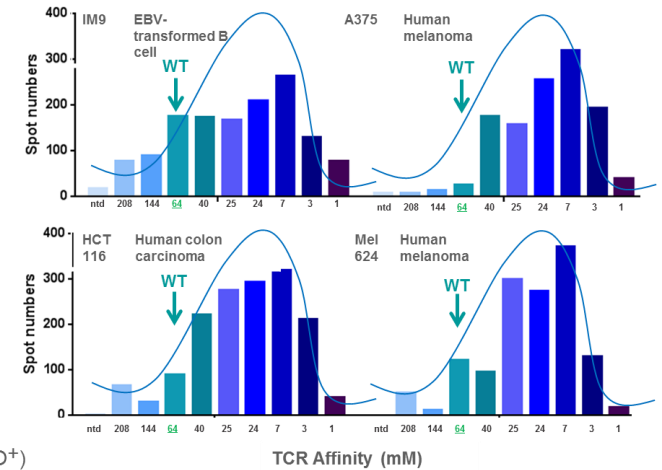 IM9 EBV-
transformed B
cell
WT
Spot numbers
400
300
200
100
0
ntd 208 144 64 40 25 24 7 3 1
A375 Human
melanoma
WT
ntd 208 144 64 40 25 24 7 3 1
HCT Human colon
116 carcinoma
WT
Spot numbers
400
300
200
100
0
ntd 208 144 64 40 25 24 7 3 1
Mel Human
624 melanoma
WT
ntd 208 144 64 40 25 24 7 3 1
D⁺)
TCR Affinity (mM)